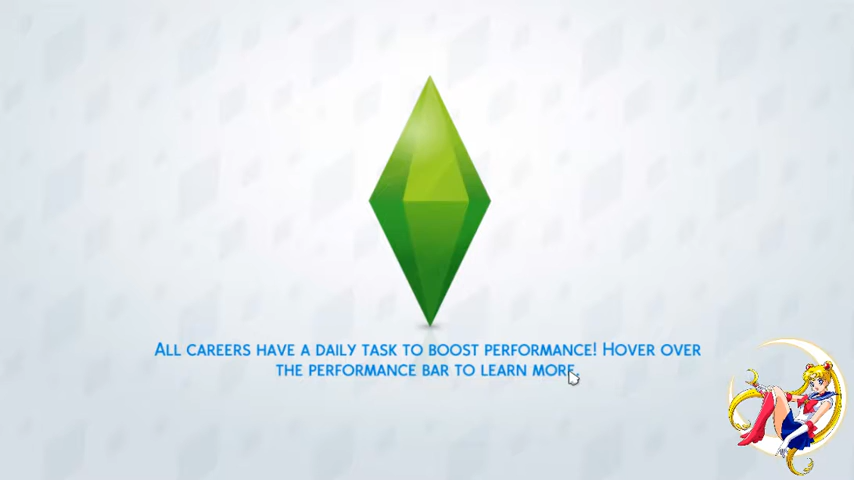 All careers have a daily task to boost performance! Hover over
the performance bar to learn more.